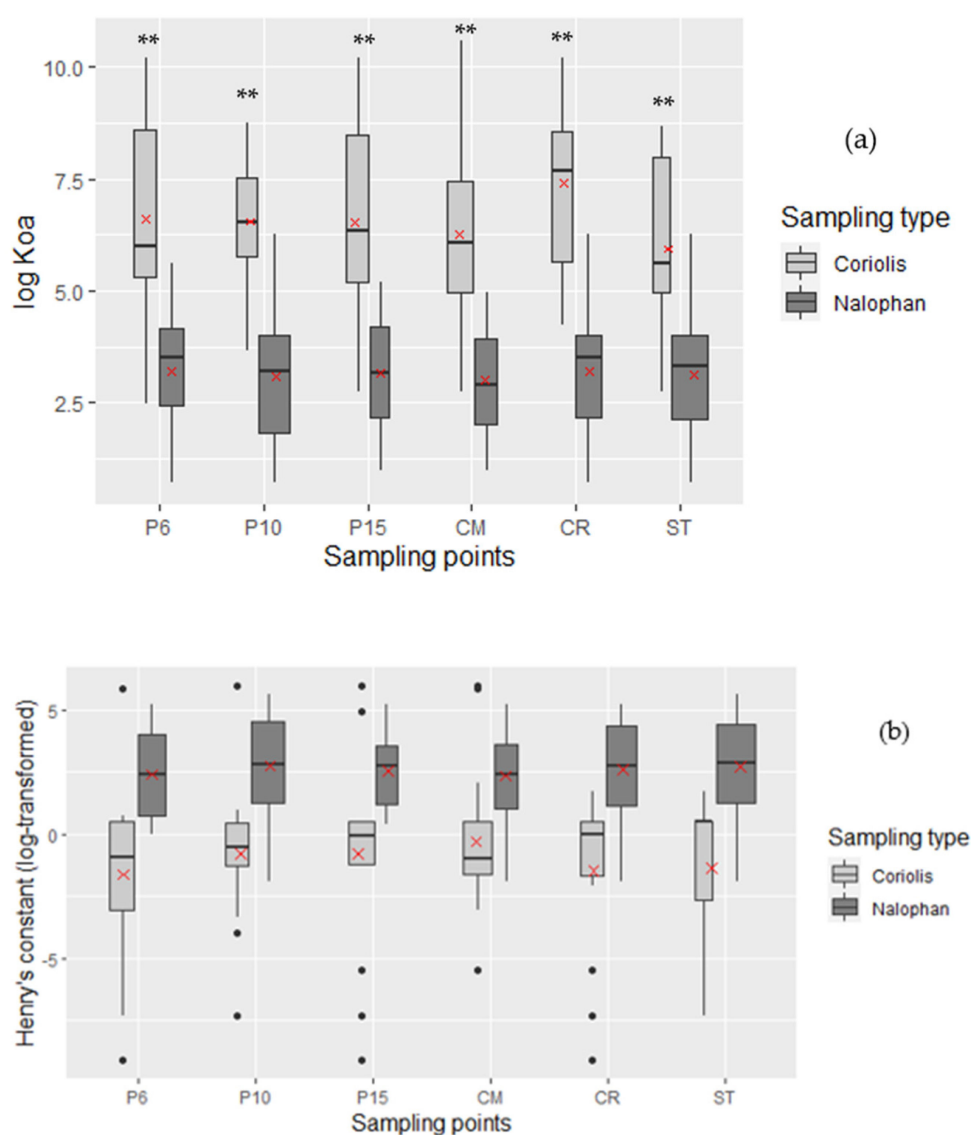 ** ** ** ** ** **
10.0
7.5
5.0
2.5
log Koa
P6 P10 P15 CM CR ST
Sampling points
(a)
Sampling type
Coriolis
Nalophan
5
0
-5
Henry's constant (log-transformed)
P6 P10 P15 CM CR ST
Sampling points
(b)
Sampling type
Coriolis
Nalophan